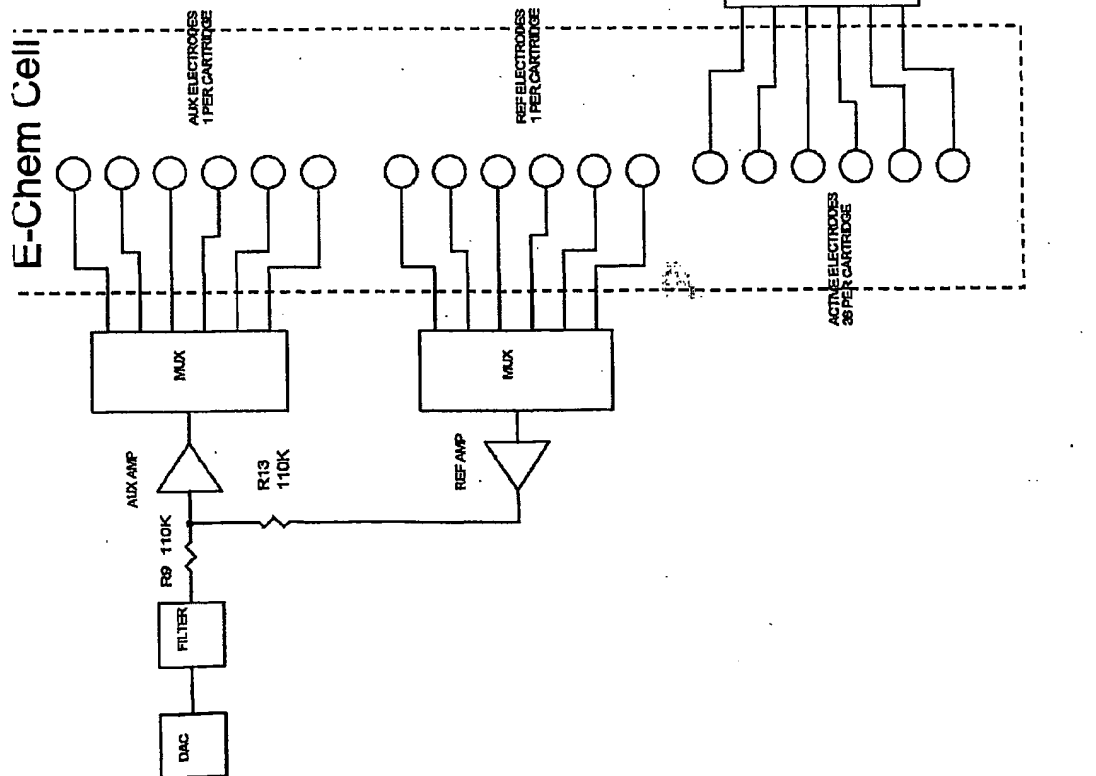 E-Chem Cell
AUX ELECTRODES
1 PER CARTRIDGE
REF ELECTRODES
1 PER CARTRIDGE
ACTIVE ELECTRODES
36 PER CARTRIDGE
MUX
MUX
AUX AMP
R13
110K
REF AMP
R9 110K
FILTER
DAC